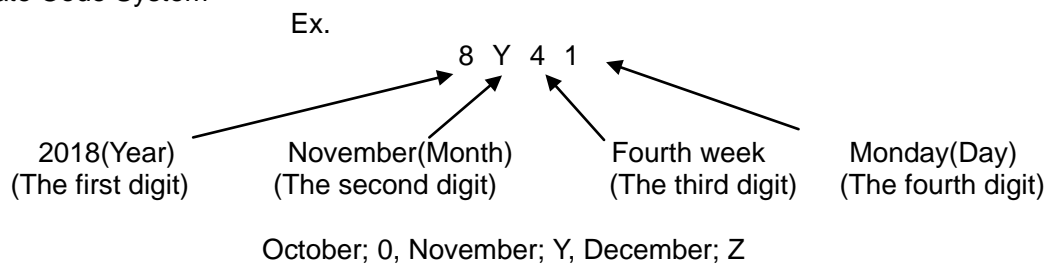 Ex.
8 Y 4 1
2018(Year) November(Month) Fourth week Monday(Day)
(The first digit) (The second digit) (The third digit) (The fourth digit)
October; 0, November; Y, December; Z